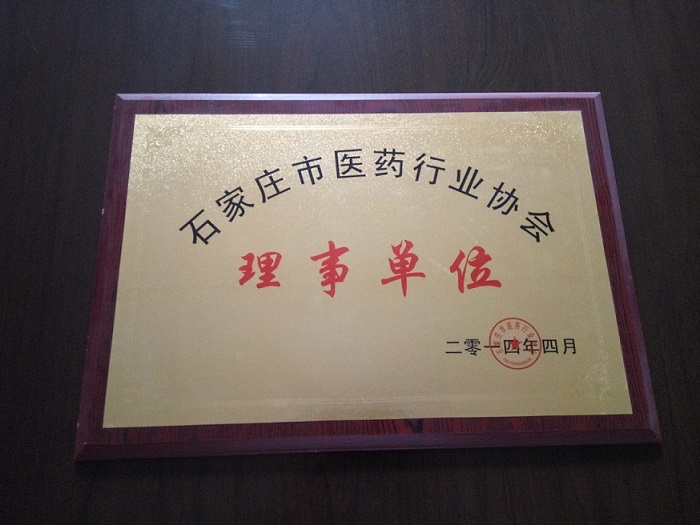 石家庄市医药行业协会
理事单位
二零一四年四月